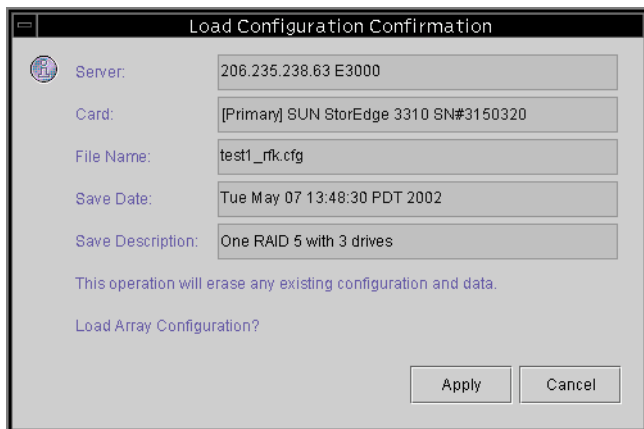 Load Configuration Confirmation
Server: 206.235.238.63 E3000
Card: [Primary] SUN StorEdge 3310 SN#3150320
File Name: test1_rfk.cfg
Save Date: Tue May 07 13:48:30 PDT 2002
Save Description: One RAID 5 with 3 drives
This operation will erase any existing configuration and data.
Load Array Configuration?
Apply Cancel